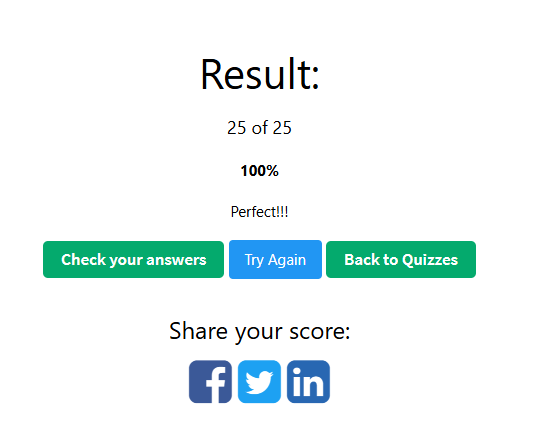 Result:
25 of 25
100%
Perfect!!!
Check your answers Try Again Back to Quizzes
Share your score:
f in